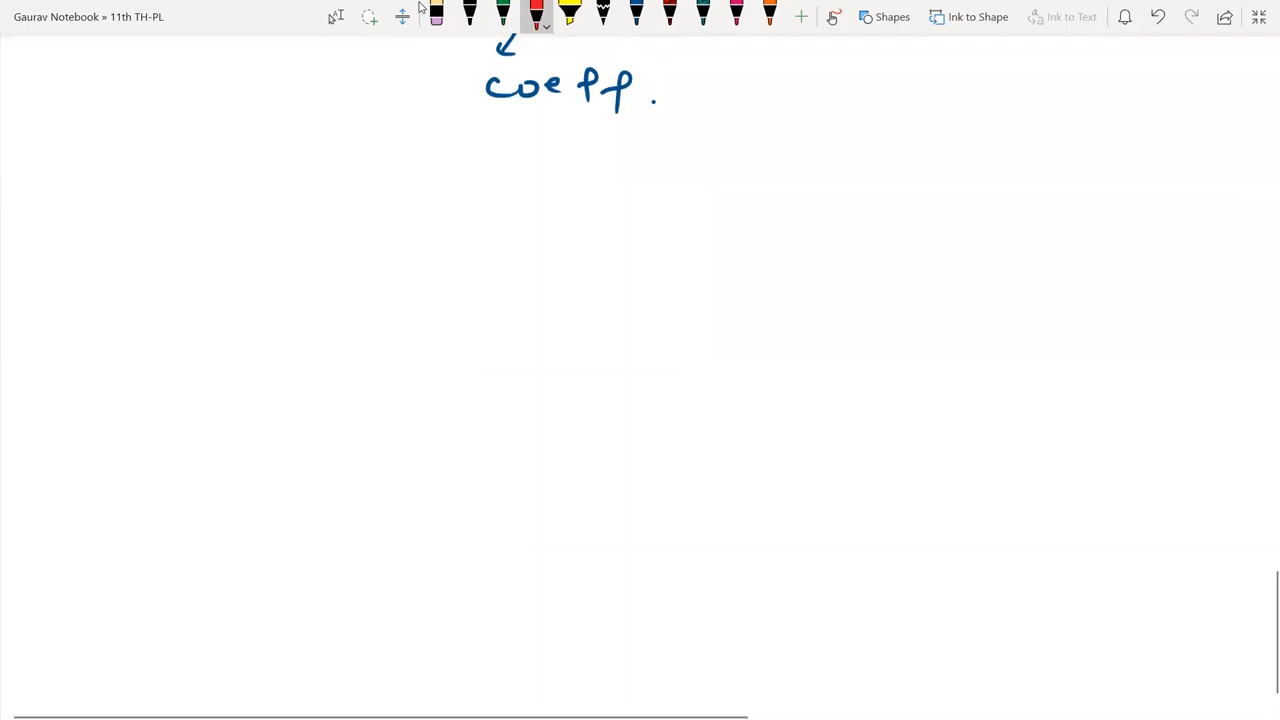 Gaurav Notebook » 11th TH-PL
Shapes
Ink to Shape
Ink to Text
coeff.